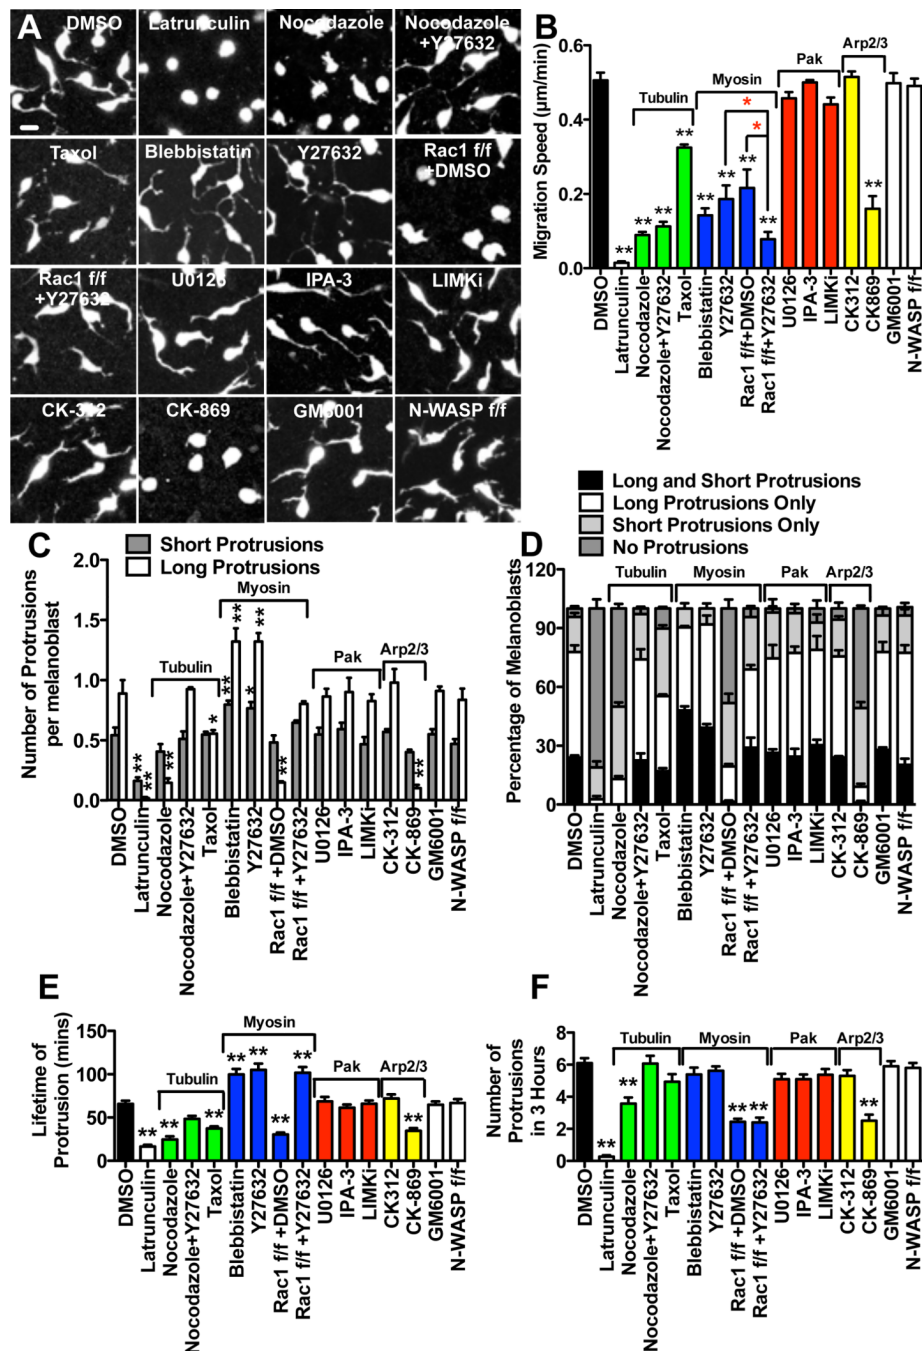 A
DMSO
Latrunculin
Nocodazole
Nocodazole
+Y27632
Taxol
Blebbistatin
Y27632
Rac1 f/f
+DMSO
Rac1 f/f
+Y27632
U0126
IPA-3
LIMKi
CK-312
CK-869
GM6001
N-WASP f/f
B
Migration Speed (μm/min)
0.6
0.4
0.2
0.0
Tubulin
Myosin
Pak
Arp2/3
*
*
**
**
**
**
**
**
**
**
DMSO
Latrunculin
Nocodazole
Nocodazole+Y27632
Taxol
Blebbistatin
Y27632
Rac1 f/f+DMSO
Rac1 f/f+Y27632
U0126
IPA-3
LIMKi
CK312
CK869
GM6001
N-WASP f/f
C
Short Protrusions
Long Protrusions
Number of Protrusions
per melanoblast
2.0
1.5
1.0
0.5
0.0
Tubulin
Myosin
Pak
Arp2/3
**
**
**
*
**
**
*
**
**
**
DMSO
Latrunculin
Nocodazole
Nocodazole+Y27632
Taxol
Blebbistatin
Y27632
Rac1 f/f +DMSO
Rac1 f/f +Y27632
U0126
IPA-3
LIMKi
CK-312
CK-869
GM6001
N-WASP f/f
D
Long and Short Protrusions
Long Protrusions Only
Short Protrusions Only
No Protrusions
Percentage of Melanoblasts
120
90
60
30
0
Tubulin
Myosin
Pak
Arp2/3
DMSO
Latrunculin
Nocodazole
Nocodazole+Y27632
Taxol
Blebbistatin
Y27632
Rac1 f/f +DMSO
Rac1 f/f +Y27632
U0126
IPA-3
LIMKi
CK-312
CK-869
GM6001
N-WASP f/f
E
Lifetime of
Protrusion (mins)
150
100
50
0
Tubulin
Myosin
Pak
Arp2/3
**
**
**
**
**
**
**
**
DMSO
Latrunculin
Nocodazole
Nocodazole+Y27632
Taxol
Blebbistatin
Y27632
Rac1 f/f +DMSO
Rac1 f/f +Y27632
U0126
IPA-3
LIMKi
CK312
CK-869
GM6001
N-WASP f/f
F
Number of
Protrusions
in 3 Hours
8
6
4
2
0
Tubulin
Myosin
Pak
Arp2/3
**
**
**
**
**
DMSO
Latrunculin
Nocodazole
Nocodazole+Y27632
Taxol
Blebbistatin
Y27632
Rac1 f/f +DMSO
Rac1 f/f +Y27632
U0126
IPA-3
LIMKi
CK-312
CK-869
GM6001
N-WASP f/f